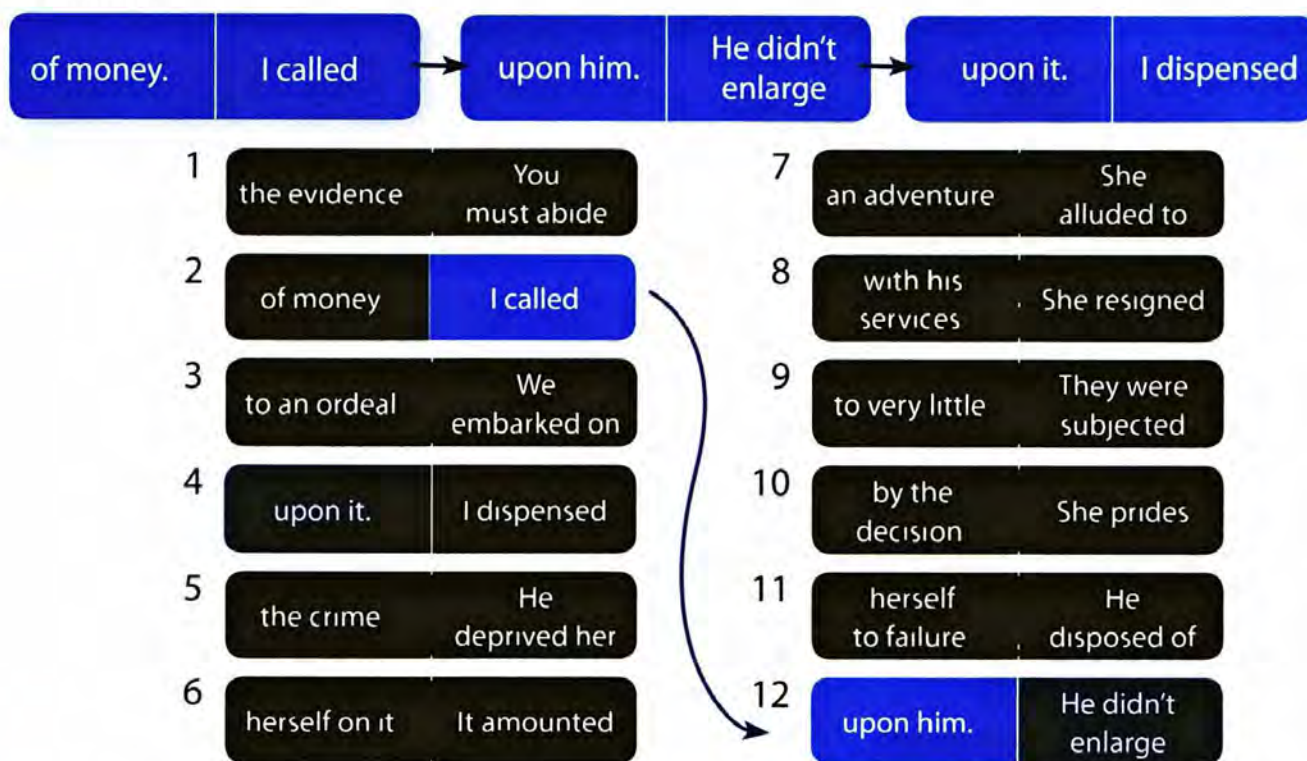 of money. I called upon him. He didn't enlarge upon it. I dispensed
1 the evidence You must abide
2 of money I called
3 to an ordeal We embarked on
4 upon it. I dispensed
5 the crime He deprived her
6 herself on it It amounted
7 an adventure She alluded to
8 with his services She resigned
9 to very little They were subjected
10 by the decision She prides
11 herself to failure He disposed of
12 upon him. He didn't enlarge